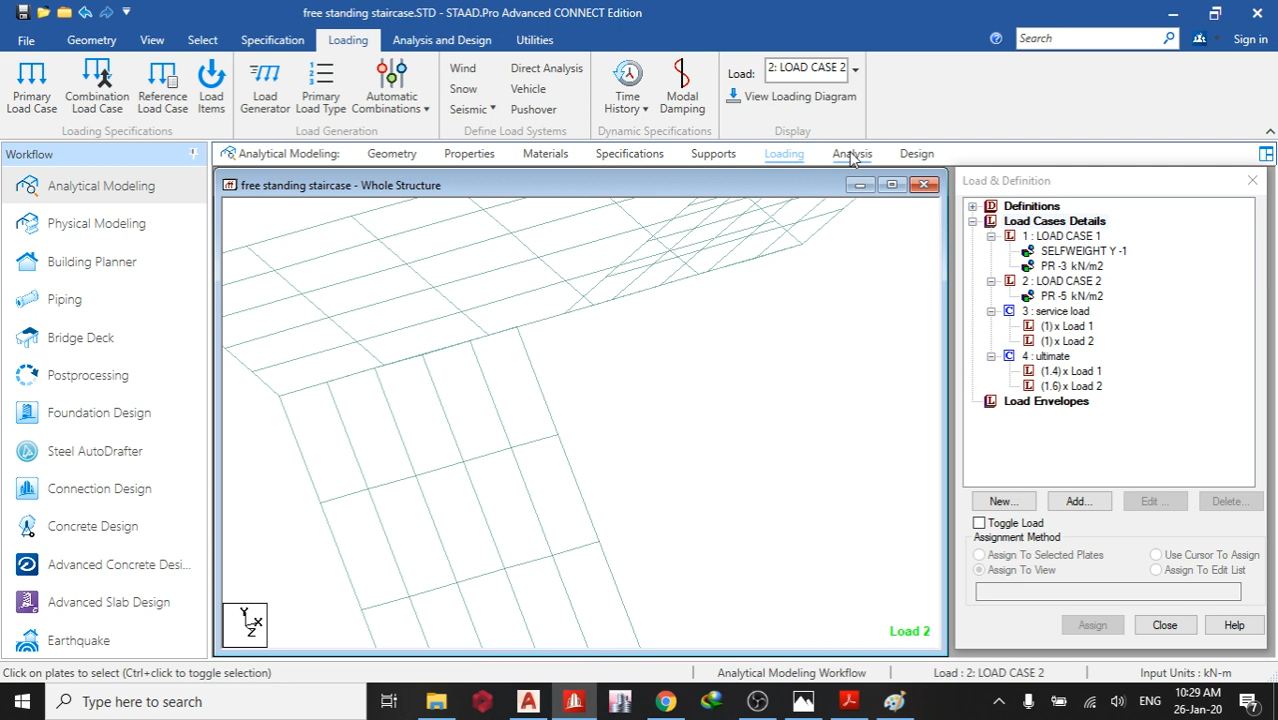 free standing staircase.STD - STAAD.Pro Advanced CONNECT Edition
File Geometry View Select Specification Loading Analysis and Design Utilities Search Sign in
Primary Load Case
Combination Load Case
Reference Load Case
Load Items
Loading Specifications
Load Generator
Primary Load Type
Automatic Combinations
Load Generation
Wind
Snow
Seismic
Direct Analysis
Vehicle
Pushover
Define Load Systems
Time History
Modal Damping
Dynamic Specifications
Load: 2: LOAD CASE 2
View Loading Diagram
Display
Workflow
Analytical Modeling: Geometry Properties Materials Specifications Supports Loading Analysis Design
Analytical Modeling
Physical Modeling
Building Planner
Piping
Bridge Deck
Postprocessing
Foundation Design
Steel AutoDrafter
Connection Design
Concrete Design
Advanced Concrete Desi...
Advanced Slab Design
Earthquake
free standing staircase - Whole Structure
Y
X
Z
Load 2
Load & Definition
D Definitions
L Load Cases Details
L 1 : LOAD CASE 1
SELFWEIGHT Y -1
PR -3 kN/m2
L 2 : LOAD CASE 2
PR -5 kN/m2
C 3 : service load
L (1) x Load 1
L (1) x Load 2
C 4 : ultimate
L (1.4) x Load 1
L (1.6) x Load 2
L Load Envelopes
New... Add... Edit ... Delete...
Toggle Load
Assignment Method
Assign To Selected Plates Use Cursor To Assign
Assign To View Assign To Edit List
Assign Close Help
Click on plates to select (Ctrl+click to toggle selection) Analytical Modeling Workflow Load : 2: LOAD CASE 2 Input Units : kN-m
Type here to search
ENG
10:29 AM
26-Jan-20
7